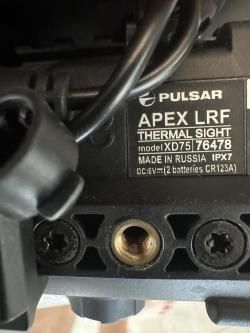 PULSAR
APEX LRF
THERMAL SIGHT
model XD75 76478
MADE IN RUSSIA IPX7
DC:6V⎓(2 batteries CR123A)